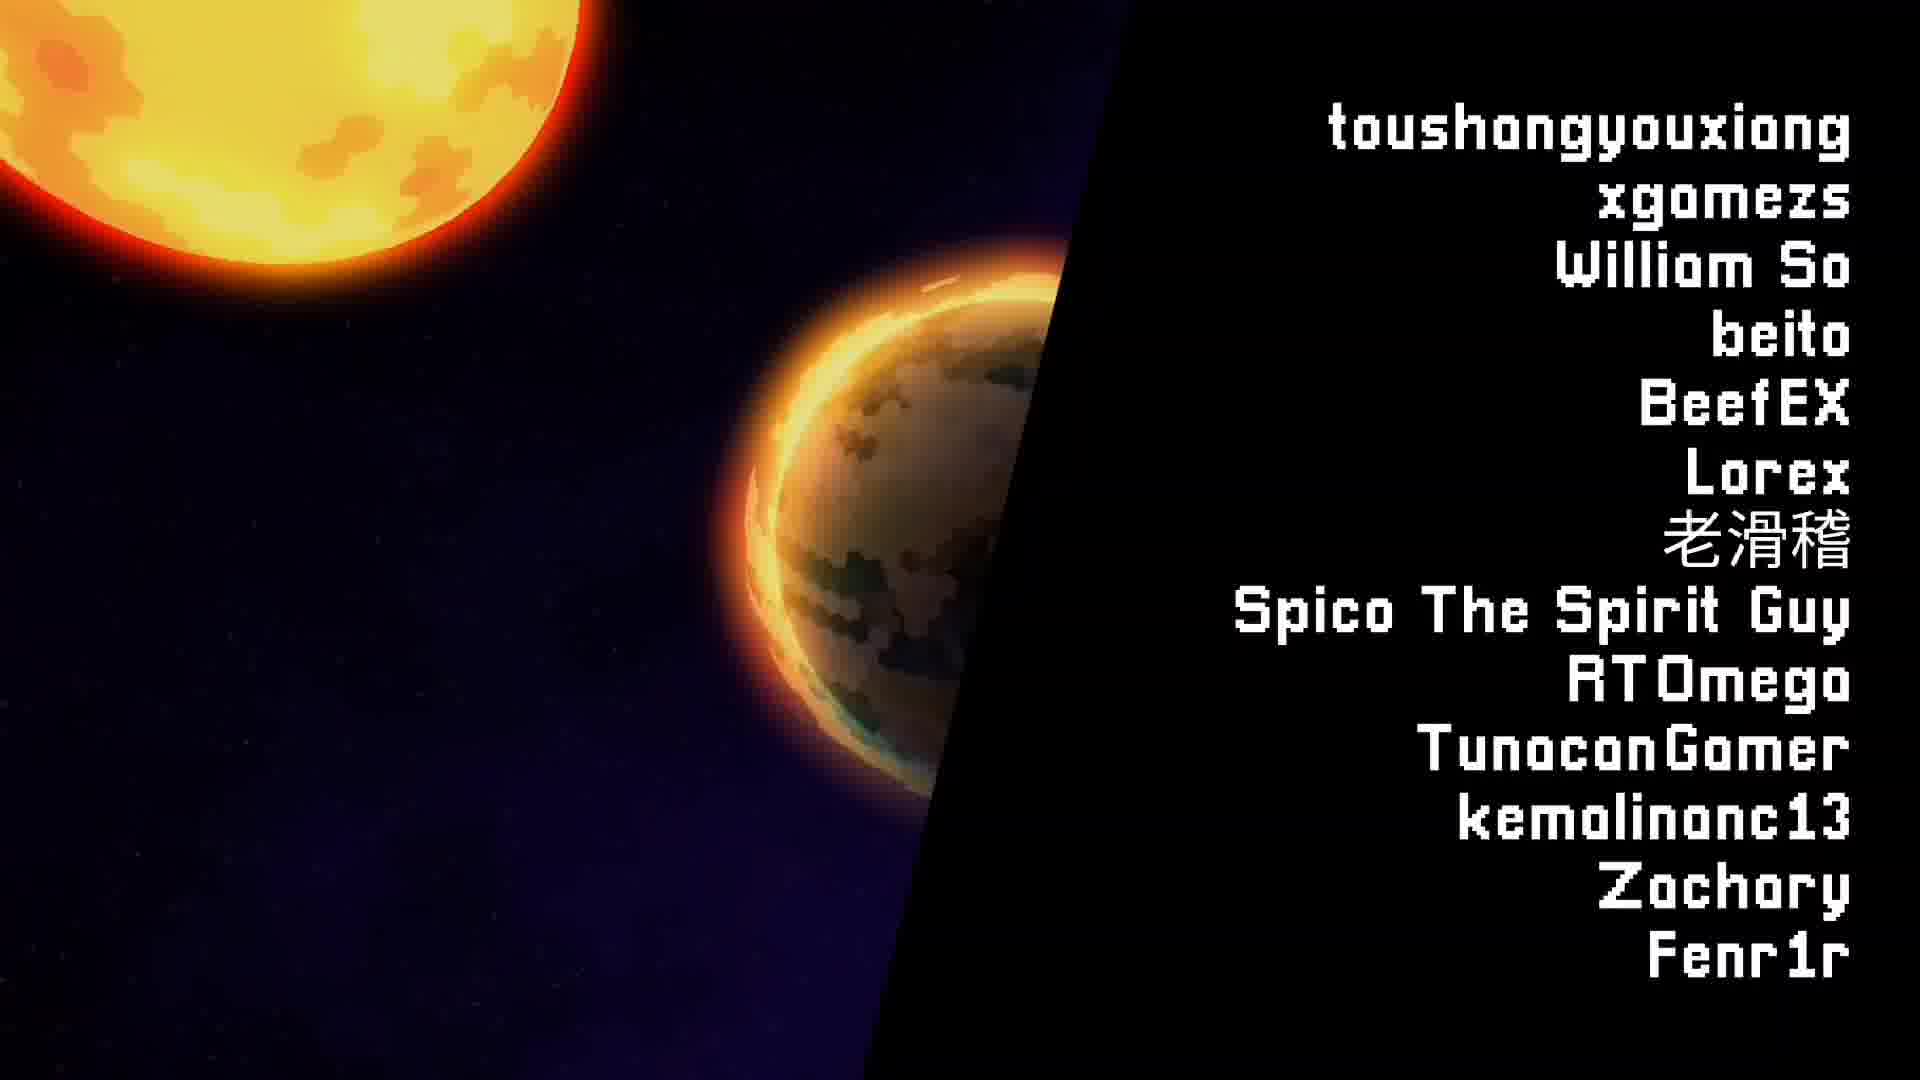 toushangyouxiang
xgamezs
William So
beito
BeefEX
Lorex
老滑稽
Spico The Spirit Guy
RTOmega
TunacanGamer
kemalinanc13
Zachary
Fenr1r